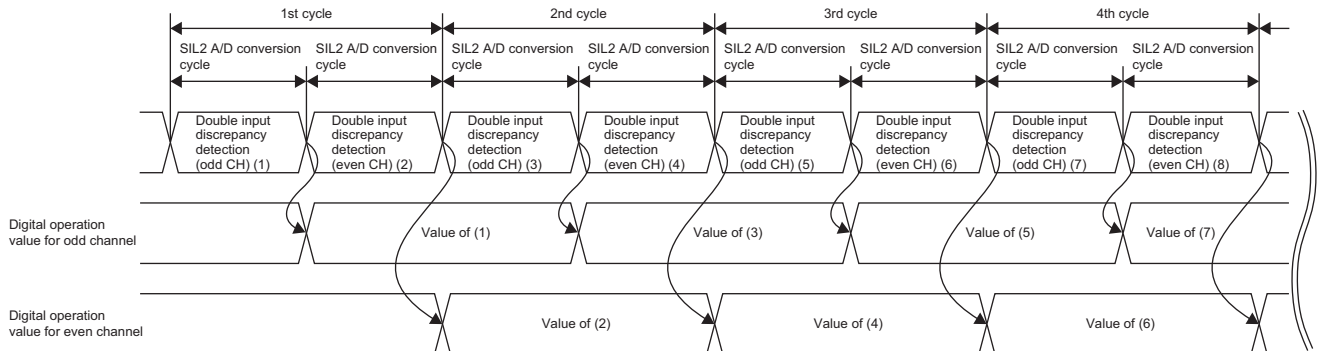 1st cycle
2nd cycle
3rd cycle
4th cycle
SIL2 A/D conversion
cycle
SIL2 A/D conversion
cycle
SIL2 A/D conversion
cycle
SIL2 A/D conversion
cycle
SIL2 A/D conversion
cycle
SIL2 A/D conversion
cycle
SIL2 A/D conversion
cycle
SIL2 A/D conversion
cycle
Double input
discrepancy
detection
(odd CH) (1)
Double input
discrepancy
detection
(even CH) (2)
Double input
discrepancy
detection
(odd CH) (3)
Double input
discrepancy
detection
(even CH) (4)
Double input
discrepancy
detection
(odd CH) (5)
Double input
discrepancy
detection
(even CH) (6)
Double input
discrepancy
detection
(odd CH) (7)
Double input
discrepancy
detection
(even CH) (8)
Digital operation
value for odd channel
Value of (1)
Value of (3)
Value of (5)
Value of (7)
Digital operation
value for even channel
Value of (2)
Value of (4)
Value of (6)